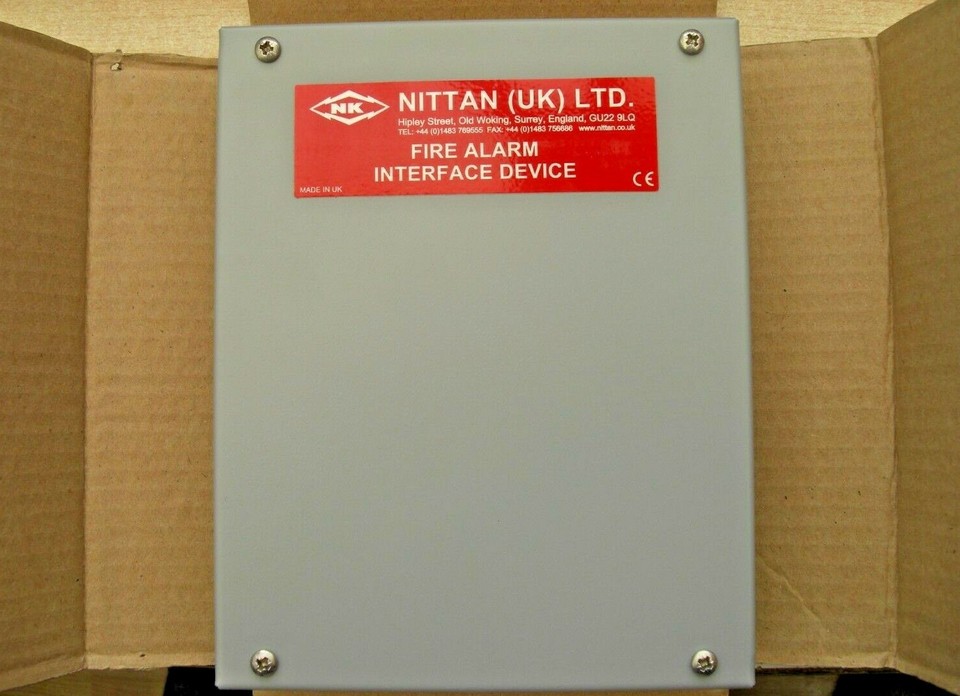 NK
NITTAN (UK) LTD.
Hipley Street, Old Woking, Surrey, England, GU22 9LQ
TEL: +44 (0)1483 769555 FAX: +44 (0)1483 756686 www.nittan.co.uk
FIRE ALARM
INTERFACE DEVICE
MADE IN UK
CE